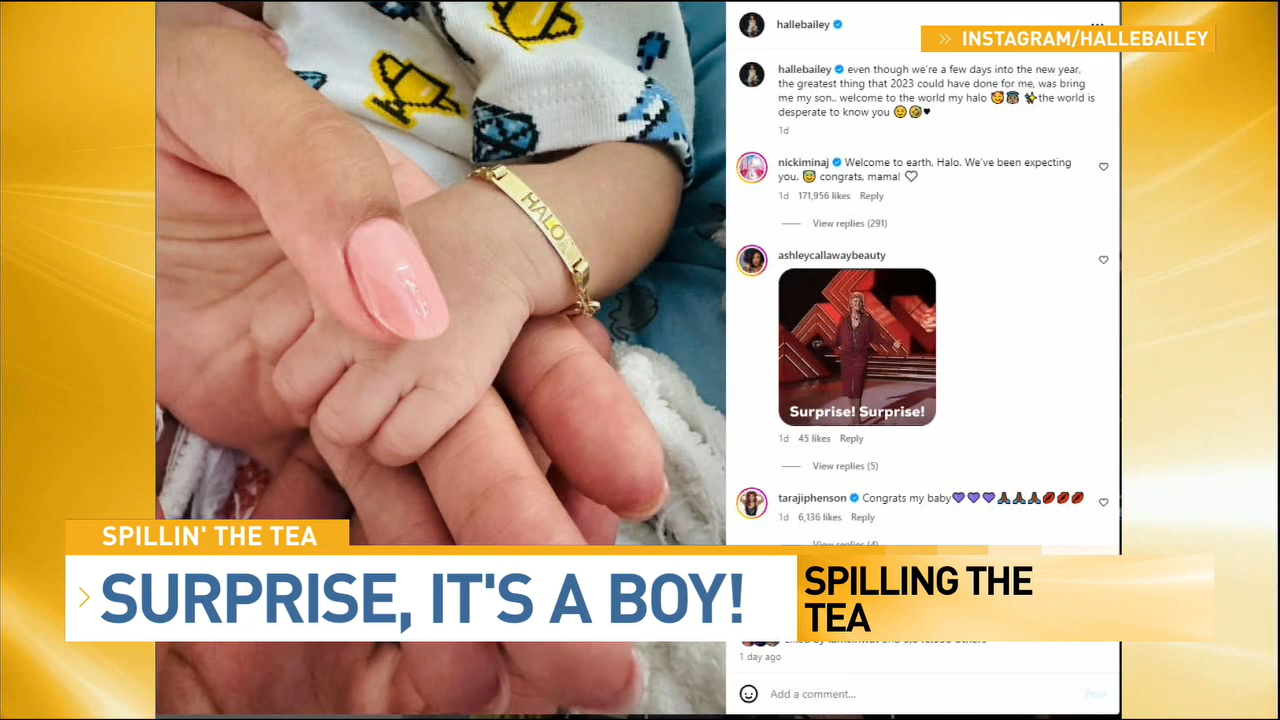 hallebailey
INSTAGRAM/HALLEBAILEY
hallebailey even though we're a few days into the new year,
the greatest thing that 2023 could have done for me, was bring
me my son.. welcome to the world my halo 🥰👼🏽✨the world is
desperate to know you 😉🤣♥
1d
nickiminaj Welcome to earth, Halo. We've been expecting
you. 😇 congrats, mama! ♡
1d 171,956 likes Reply
View replies (291)
ashleycallawaybeauty
Surprise! Surprise!
1d 45 likes Reply
View replies (5)
tarajiphenson Congrats my baby💜💜💜🙏🏾🙏🏾🙏🏾💋💋💋
1d 6,136 likes Reply
View replies (4)
HALO
SPILLIN' THE TEA
SURPRISE, IT'S A BOY!
SPILLING THE
TEA
1 day ago
Add a comment...
Post